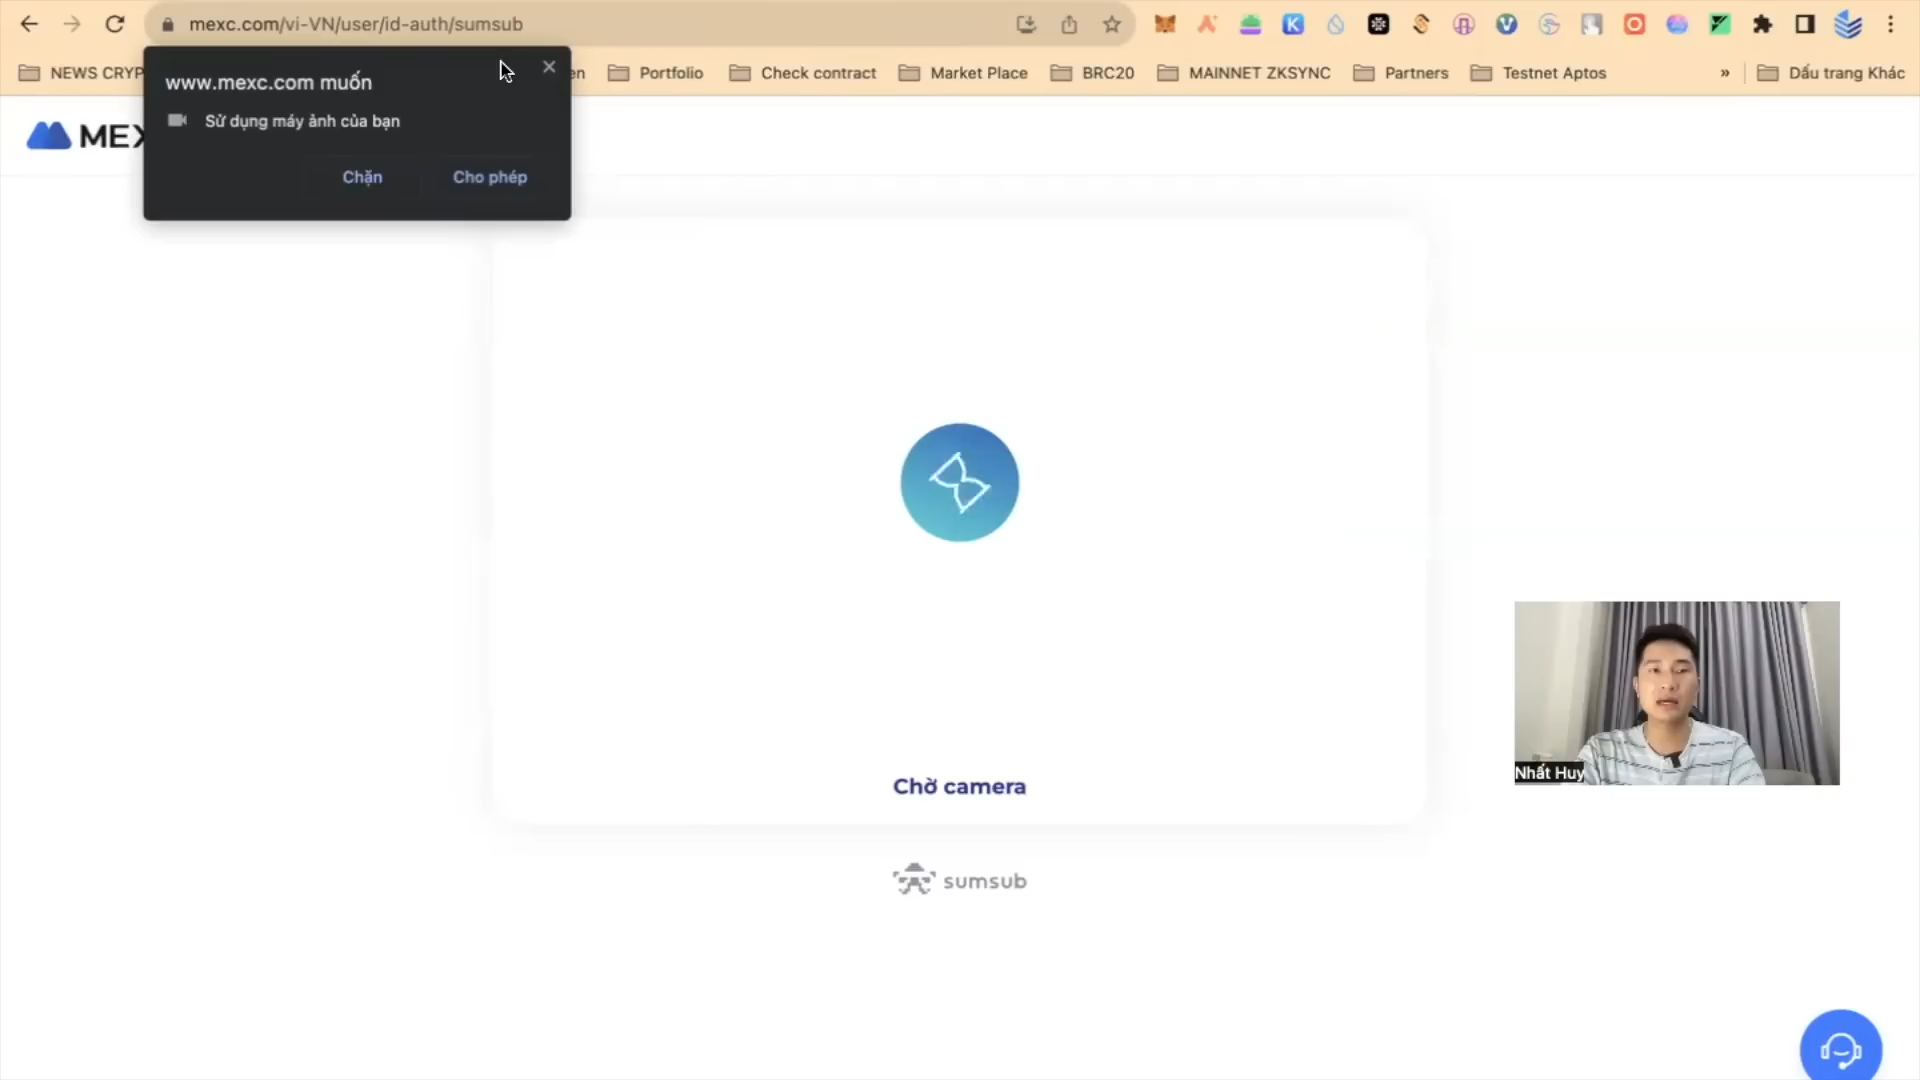 mexc.com/vi-VN/user/id-auth/sumsub
NEWS CRYP
en
Portfolio
Check contract
Market Place
BRC20
MAINNET ZKSYNC
Partners
Testnet Aptos
»
Dấu trang Khác
www.mexc.com muốn
Sử dụng máy ảnh của bạn
Chặn
Cho phép
MEX
Chờ camera
sumsub
Nhất Huy